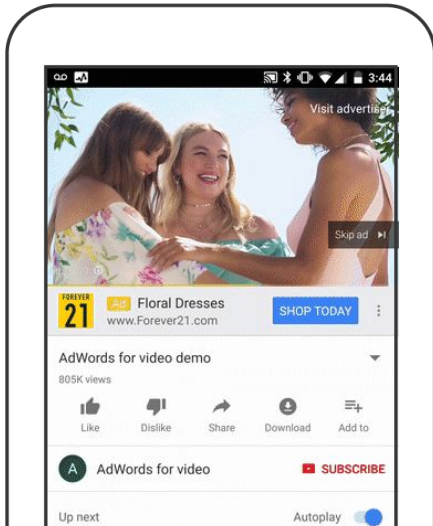 3:44
Visit advertiser
Skip ad
FOREVER
21
Ad Floral Dresses
www.Forever21.com
SHOP TODAY
AdWords for video demo
805K views
Like Dislike Share Download Add to
A AdWords for video SUBSCRIBE
Up next Autoplay